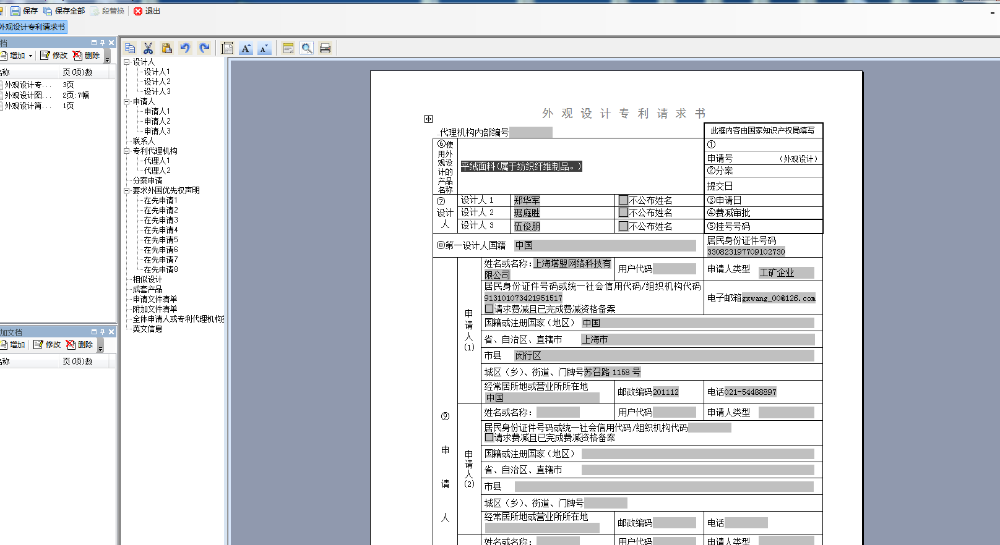 保存 保存全部 段替换 退出
外观设计专利请求书
档
增加 修改 删除
名称 页(项)数
外观设计专... 3页
外观设计图... 2页:7幅
外观设计简... 1页
加文档
增加 修改 删除
名称 页(项)数
设计人
设计人1
设计人2
设计人3
申请人
申请人1
申请人2
申请人3
联系人
专利代理机构
代理人1
代理人2
分案申请
要求外国优先权声明
在先申请1
在先申请2
在先申请3
在先申请4
在先申请5
在先申请6
在先申请7
在先申请8
相似设计
成套产品
申请文件清单
附加文件清单
全体申请人或专利代理机构签
英文信息
外观设计专利请求书
代理机构内部编号
此框内容由国家知识产权局填写
⑥使
用外
观设
计的
产品
名称
平绒面料(属于纺织纤维制品。)
①
申请号 (外观设计)
②分案
提交日
⑦
设计
人
设计人 1 郑华军 不公布姓名 ③申请日
设计人 2 琚庭胜 不公布姓名 ④费减审批
设计人 3 伍俊朋 不公布姓名 ⑤挂号号码
⑧第一设计人国籍 中国
居民身份证件号码
330823197709102730
⑨
申
请
人
申
请
人
(1)
姓名或名称:上海塔盟网络科技有
限公司
用户代码
申请人类型 工矿企业
居民身份证件号码或统一社会信用代码/组织机构代码
913101073421951517
请求费减且已完成费减资格备案
电子邮箱gxwang_00@126.com
国籍或注册国家(地区) 中国
省、自治区、直辖市 上海市
市县 闵行区
城区(乡)、街道、门牌号苏召路 1158 号
经常居所地或营业所所在地
中国
邮政编码201112
电话021-54488897
申
请
人
(2)
姓名或名称: 用户代码 申请人类型
居民身份证件号码或统一社会信用代码/组织机构代码
请求费减且已完成费减资格备案
国籍或注册国家(地区)
省、自治区、直辖市
市县
城区(乡)、街道、门牌号
经常居所地或营业所所在地
邮政编码 电话
姓名或名称: 用户代码 申请人类型